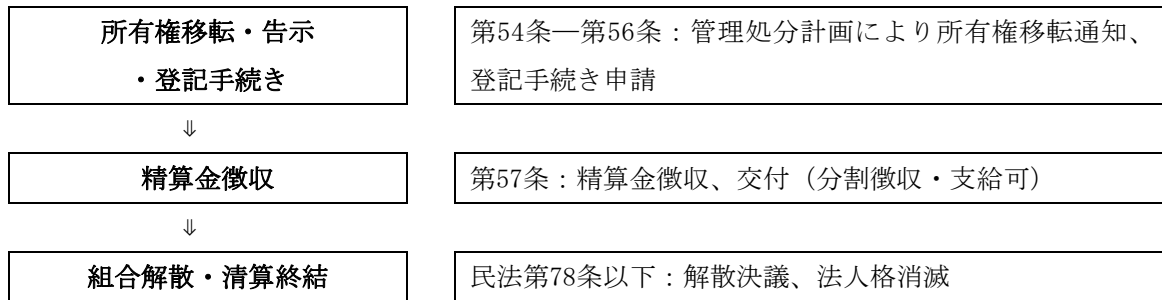 所有権移転・告示
・登記手続き
第54条―第56条：管理処分計画により所有権移転通知、
登記手続き申請
⇓
精算金徴収
第57条：精算金徴収、交付（分割徴収・支給可）
⇓
組合解散・清算終結
民法第78条以下：解散決議、法人格消滅